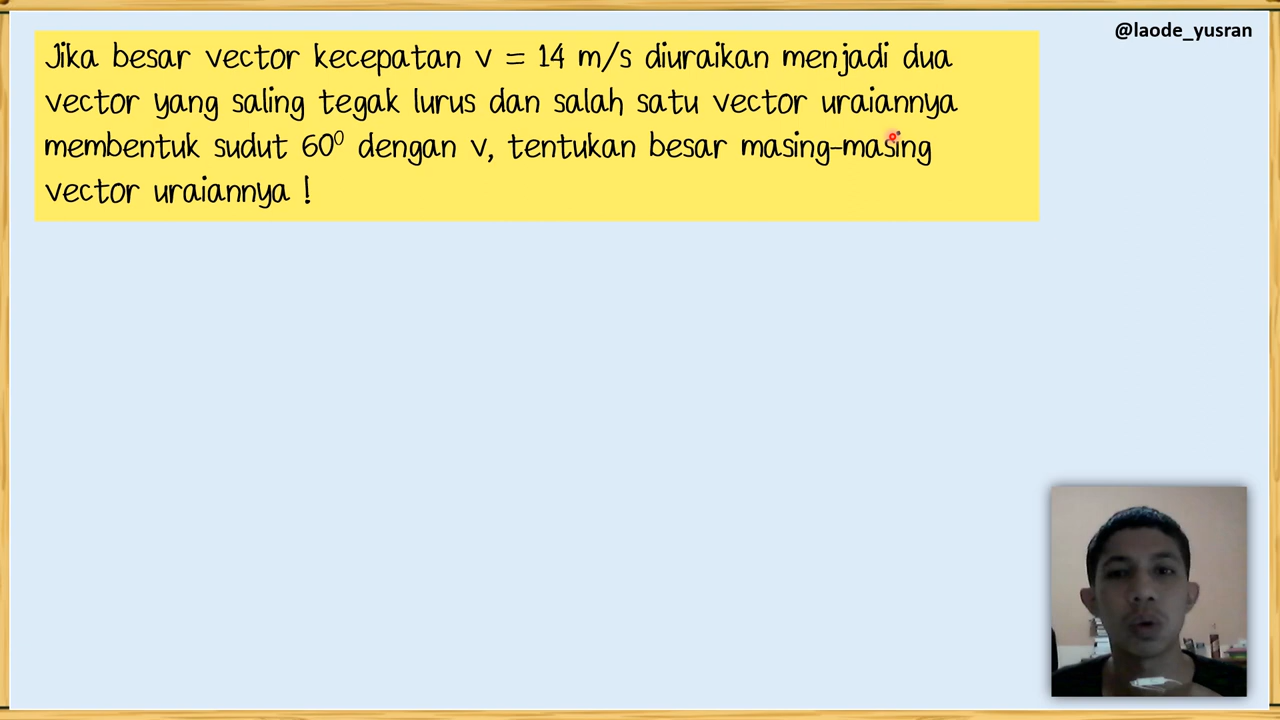 @laode_yusran
Jika besar vector kecepatan v = 14 m/s diuraikan menjadi dua
vector yang saling tegak lurus dan salah satu vector uraiannya
membentuk sudut 60⁰ dengan v, tentukan besar masing-masing
vector uraiannya !